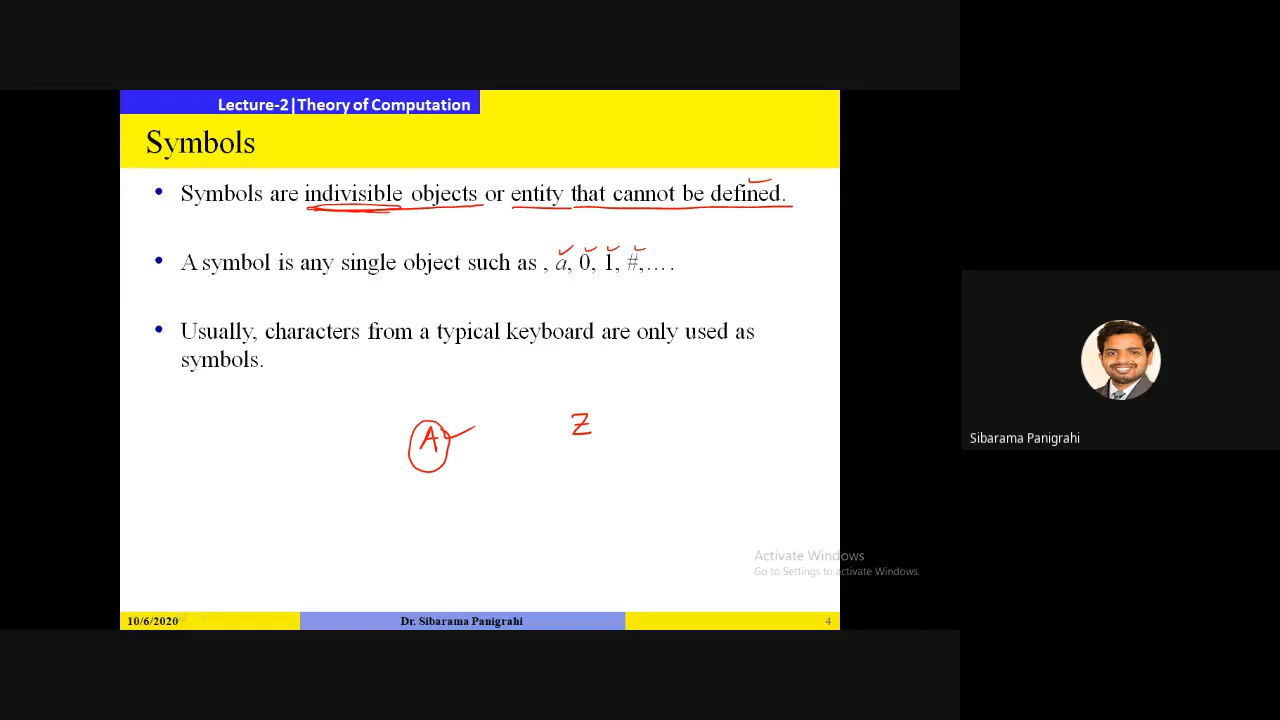 Lecture-2|Theory of Computation
Symbols
• Symbols are indivisible objects or entity that cannot be defined.
• A symbol is any single object such as , a, 0, 1, #,....
• Usually, characters from a typical keyboard are only used as
symbols.
A Z
Sibarama Panigrahi
Activate Windows
Go to Settings to activate Windows.
10/6/2020 Dr. Sibarama Panigrahi 4